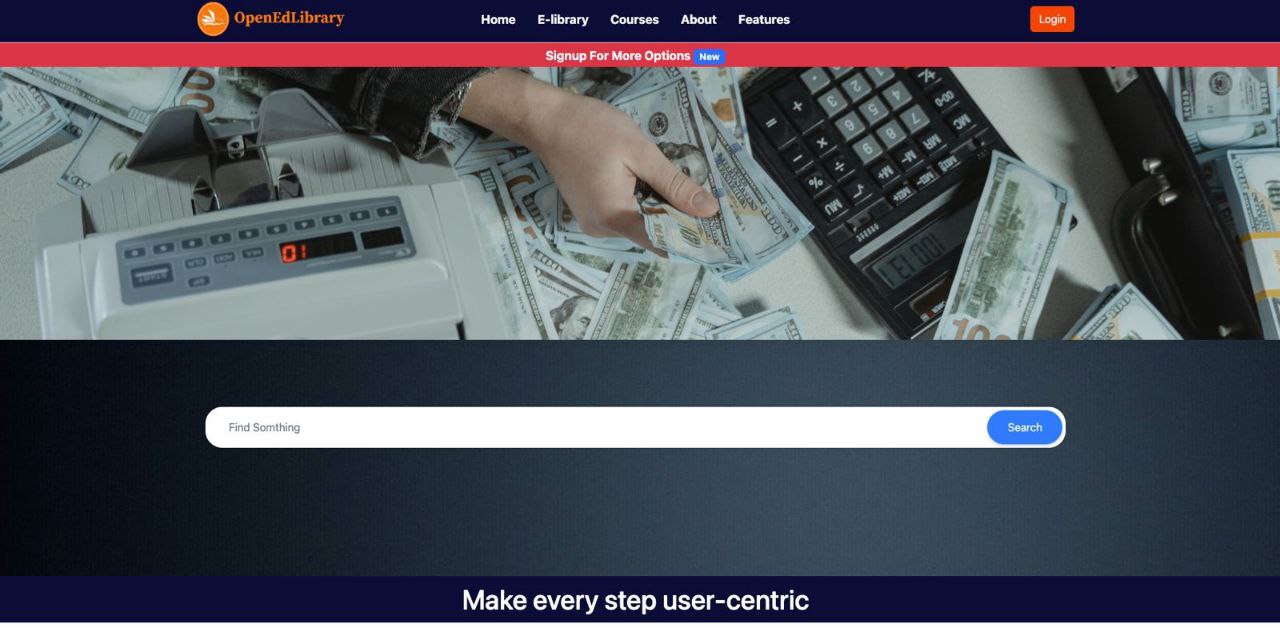 OpenEdLibrary
Home E-library Courses About Features
Login
Signup For More Options New
Find Somthing
Search
Make every step user-centric